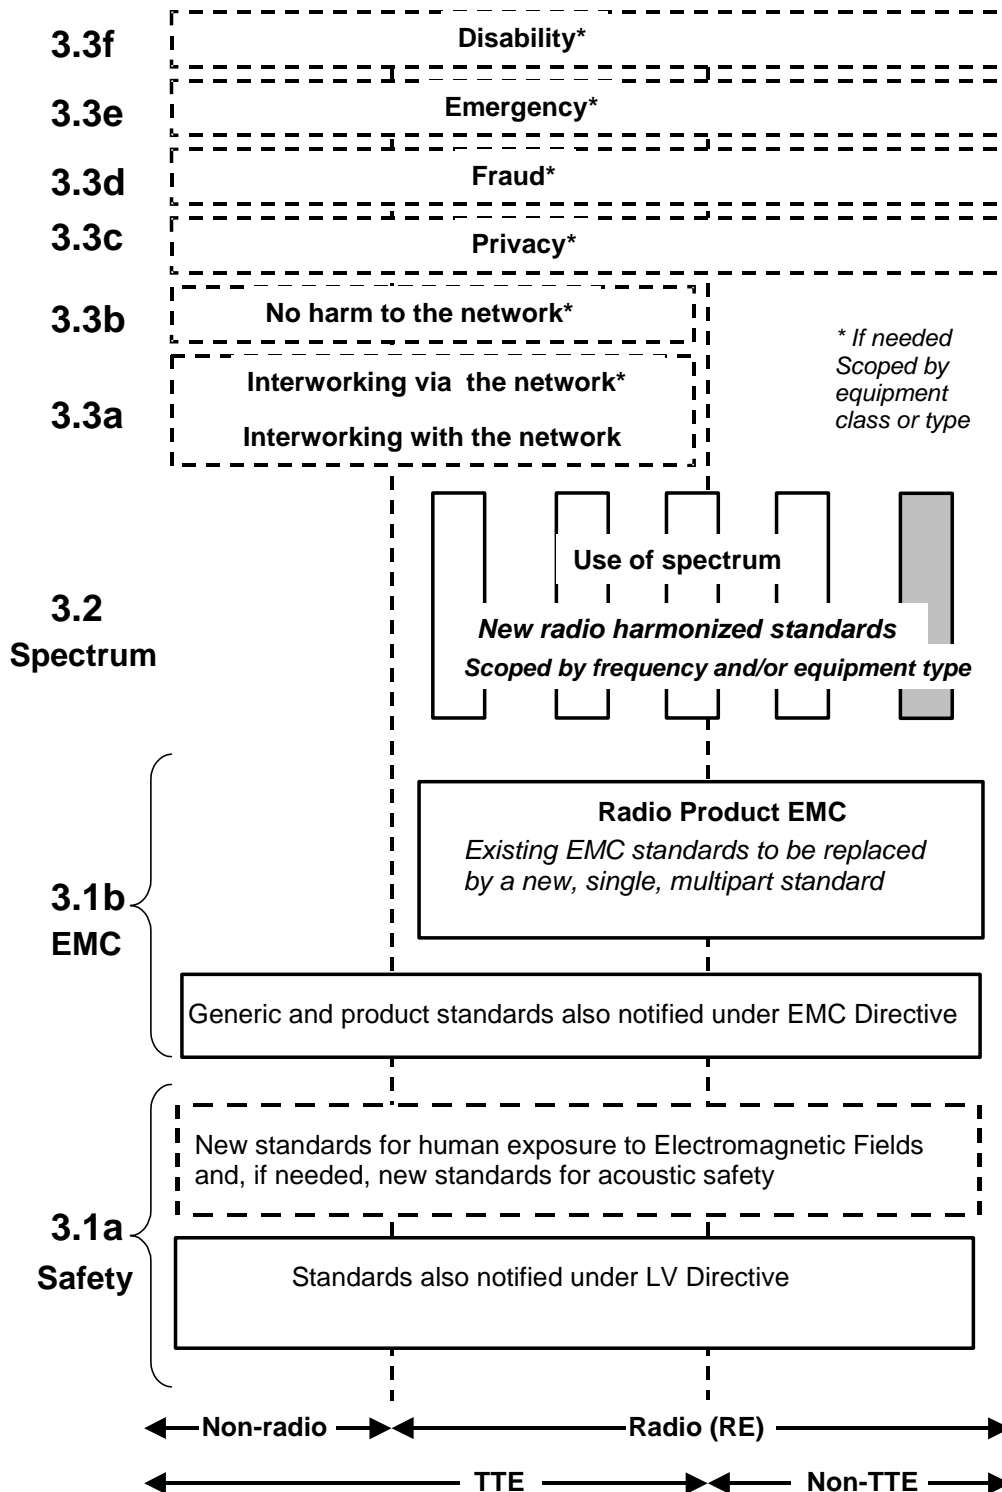 3.3f
Disability*
3.3e
Emergency*
3.3d
Fraud*
3.3c
Privacy*
3.3b
No harm to the network*
3.3a
Interworking via the network*
Interworking with the network
* If needed
Scoped by
equipment
class or type
3.2
Spectrum
Use of spectrum
New radio harmonized standards
Scoped by frequency and/or equipment type
3.1b
EMC
Radio Product EMC
Existing EMC standards to be replaced
by a new, single, multipart standard
Generic and product standards also notified under EMC Directive
3.1a
Safety
New standards for human exposure to Electromagnetic Fields
and, if needed, new standards for acoustic safety
Standards also notified under LV Directive
Non-radio
Radio (RE)
TTE
Non-TTE